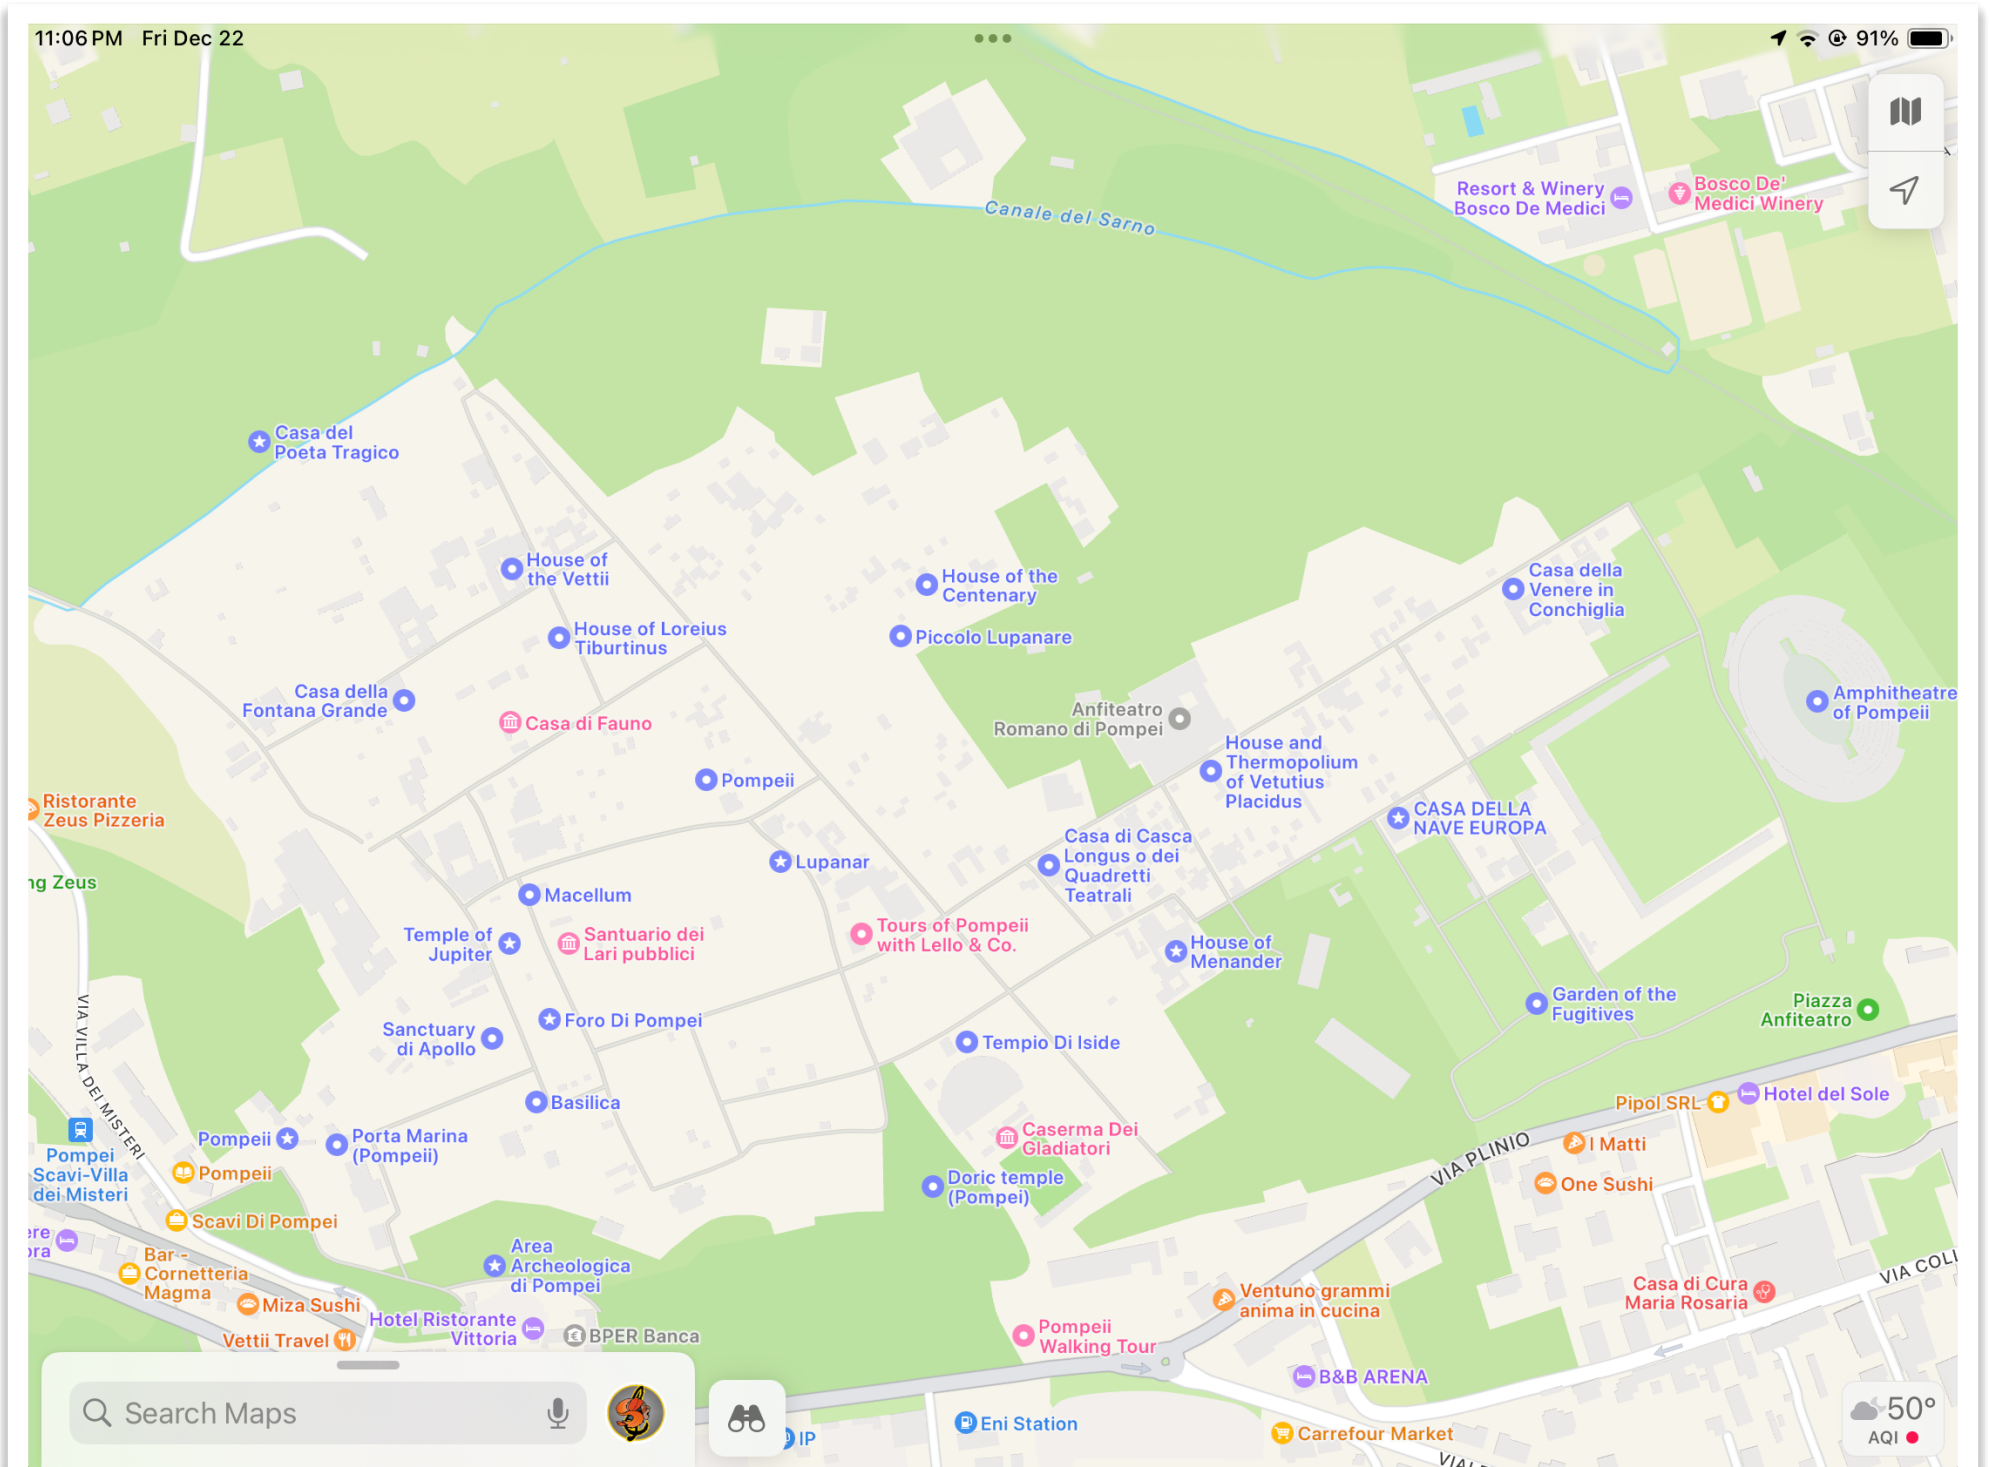 11:06 PM Fri Dec 22
91%
Canale del Sarno
Resort & Winery
Bosco De Medici
Bosco De'
Medici Winery
Casa del
Poeta Tragico
House of
the Vettii
House of the
Centenary
Casa della
Venere in
Conchiglia
House of Loreius
Tiburtinus
Piccolo Lupanare
Casa della
Fontana Grande
Casa di Fauno
Anfiteatro
Romano di Pompei
Amphitheatre
of Pompeii
House and
Thermopolium
of Vetutius
Placidus
Pompeii
Ristorante
Zeus Pizzeria
CASA DELLA
NAVE EUROPA
Casa di Casca
Longus o dei
Quadretti
Teatrali
Lupanar
ng Zeus
Macellum
Temple of
Jupiter
Santuario dei
Lari pubblici
Tours of Pompeii
with Lello & Co.
House of
Menander
Garden of the
Fugitives
Piazza
Anfiteatro
Sanctuary
di Apollo
Foro Di Pompei
Tempio Di Iside
VIA VILLA DEI MISTERI
Basilica
Pipol SRL
Hotel del Sole
Pompei
Scavi-Villa
dei Misteri
Pompeii
Porta Marina
(Pompeii)
Caserma Dei
Gladiatori
VIA PLINIO
I Matti
Pompeii
Doric temple
(Pompei)
One Sushi
Scavi Di Pompei
ere
ora
Bar -
Cornetteria
Magma
Area
Archeologica
di Pompei
VIA COLL
Casa di Cura
Maria Rosaria
Ventuno grammi
anima in cucina
Miza Sushi
Hotel Ristorante
Vittoria
BPER Banca
Vettii Travel
Pompeii
Walking Tour
B&B ARENA
Search Maps
IP
Eni Station
Carrefour Market
50°
AQI